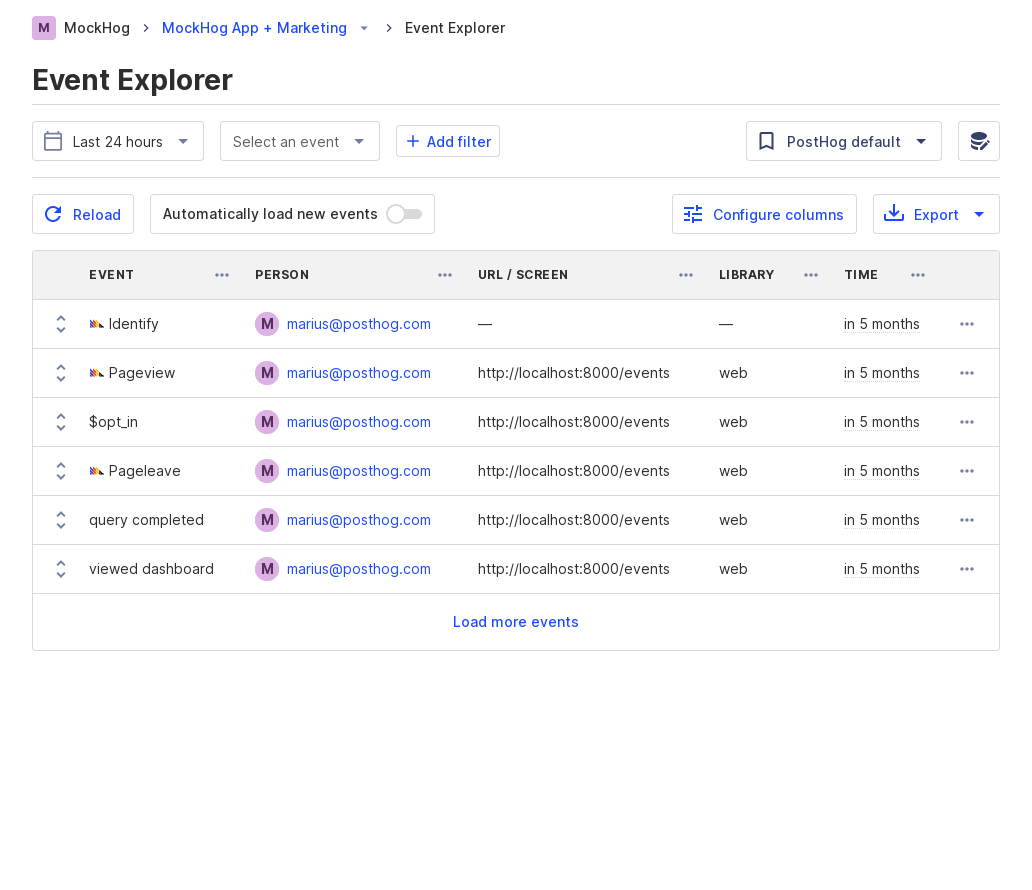 M MockHog MockHog App + Marketing Event Explorer
Event Explorer
Last 24 hours Select an event Add filter PostHog default
Reload Automatically load new events Configure columns Export
EVENT PERSON URL / SCREEN LIBRARY TIME
Identify M marius@posthog.com — — in 5 months
Pageview M marius@posthog.com http://localhost:8000/events web in 5 months
$opt_in M marius@posthog.com http://localhost:8000/events web in 5 months
Pageleave M marius@posthog.com http://localhost:8000/events web in 5 months
query completed M marius@posthog.com http://localhost:8000/events web in 5 months
viewed dashboard M marius@posthog.com http://localhost:8000/events web in 5 months
Load more events